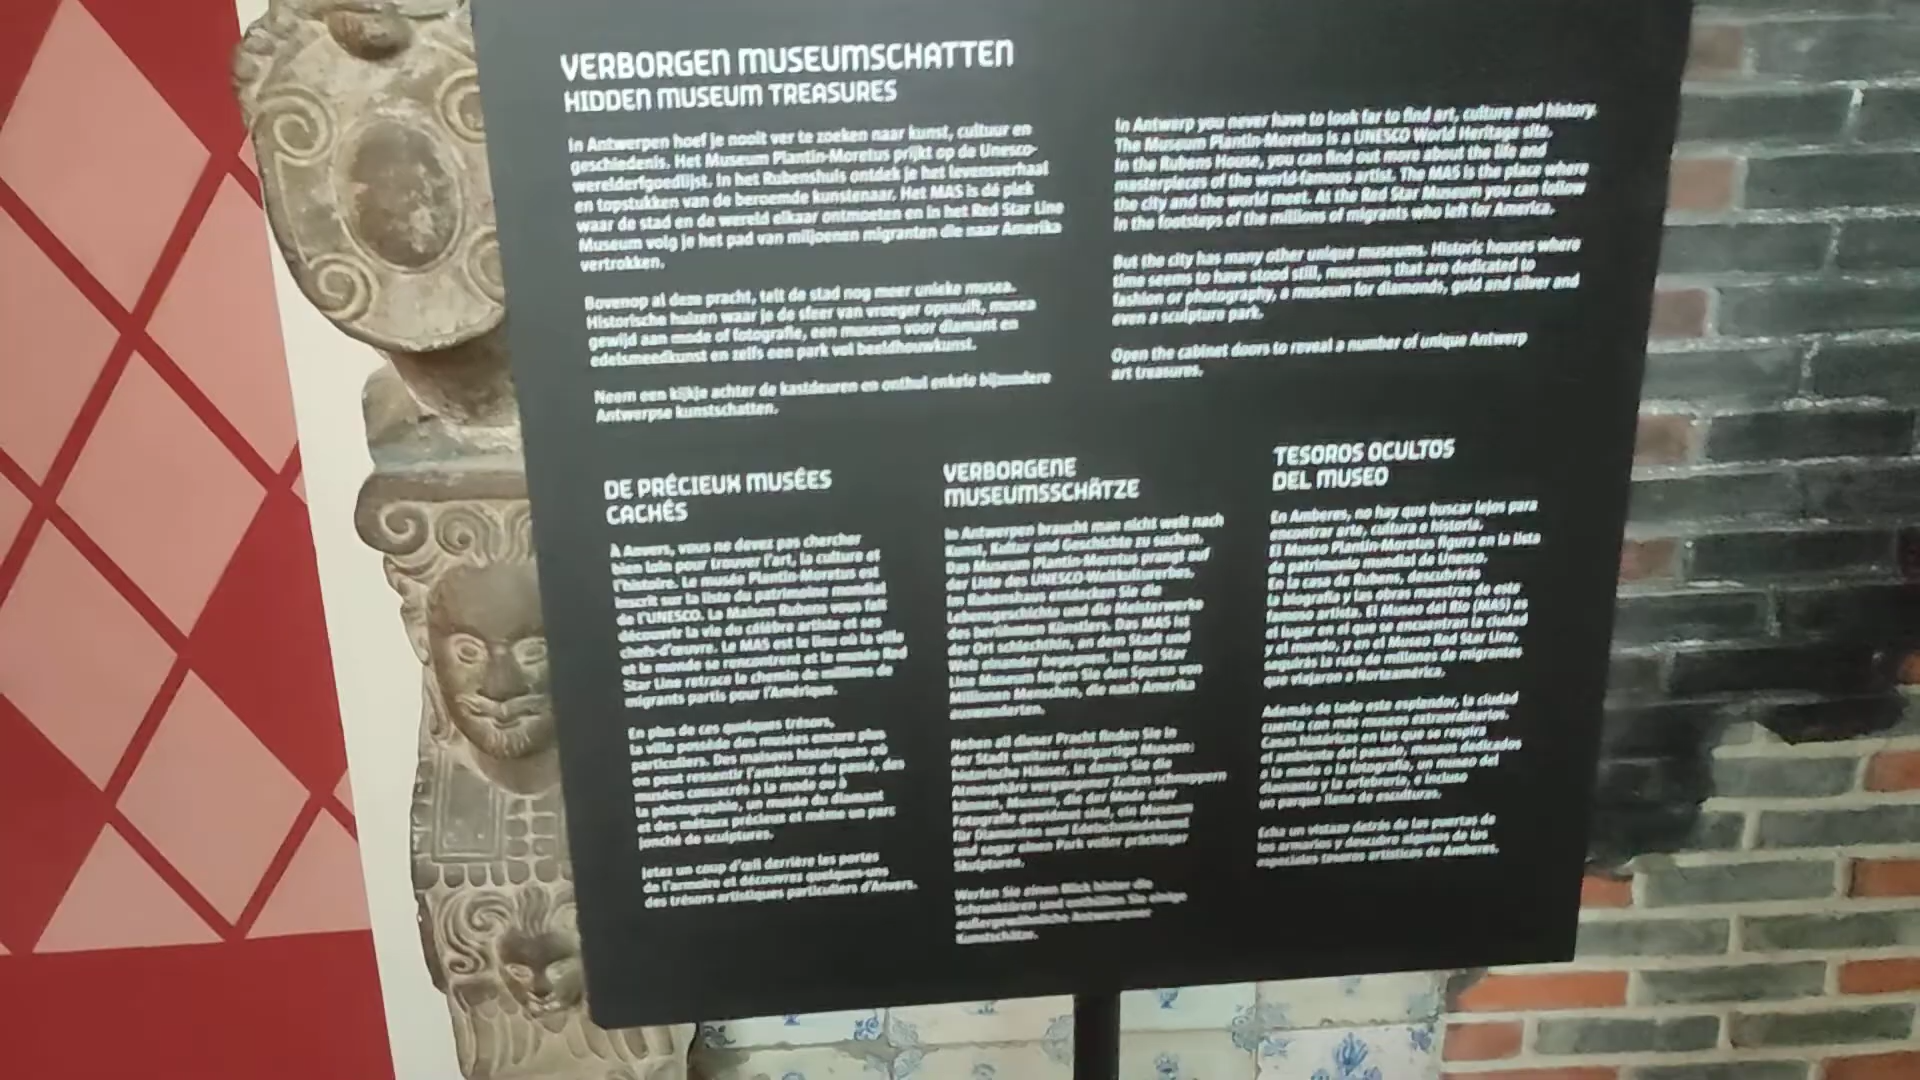 VERBORGEN MUSEUMSCHATTEN
HIDDEN MUSEUM TREASURES
In Antwerpen hoef je nooit ver te zoeken naar kunst, cultuur en
geschiedenis. Het Museum Plantin-Moretus prijkt op de Unesco-
werelderfgoedlijst. In het Rubenshuis ontdek je het levensverhaal
en topstukken van de beroemde kunstenaar. Het MAS is dé plek
waar de stad en de wereld elkaar ontmoeten en in het Red Star Line
Museum volg je het pad van miljoenen migranten die naar Amerika
vertrokken.
Bovenop al deze pracht, telt de stad nog meer unieke musea.
Historische huizen waar je de sfeer van vroeger opsnuift, musea
gewijd aan mode of fotografie, een museum voor diamant en
edelsmeedkunst en zelfs een park vol beeldhouwkunst.
Neem een kijkje achter de kastdeuren en onthul enkele bijzondere
Antwerpse kunstschatten.
In Antwerp you never have to look far to find art, culture and history.
The Museum Plantin-Moretus is a UNESCO World Heritage site.
In the Rubens House, you can find out more about the life and
masterpieces of the world-famous artist. The MAS is the place where
the city and the world meet. At the Red Star Museum you can follow
in the footsteps of the millions of migrants who left for America.
But the city has many other unique museums. Historic houses where
time seems to have stood still, museums that are dedicated to
fashion or photography, a museum for diamonds, gold and silver and
even a sculpture park.
Open the cabinet doors to reveal a number of unique Antwerp
art treasures.
DE PRÉCIEUX MUSÉES
CACHÉS
À Anvers, vous ne devez pas chercher
bien loin pour trouver l'art, la culture et
l'histoire. Le musée Plantin-Moretus est
inscrit sur la liste du patrimoine mondial
de l'UNESCO. La Maison Rubens vous fait
découvrir la vie du célèbre artiste et ses
chefs-d'œuvre. Le MAS est le lieu où la ville
et le monde se rencontrent et le musée Red
Star Line retrace le chemin de millions de
migrants partis pour l'Amérique.
En plus de ces quelques trésors,
la ville possède des musées encore plus
particuliers. Des maisons historiques où
on peut ressentir l'ambiance du passé, des
musées consacrés à la mode ou à
la photographie, un musée du diamant
et des métaux précieux et même un parc
jonché de sculptures.
Jetez un coup d'œil derrière les portes
de l'armoire et découvrez quelques-uns
des trésors artistiques particuliers d'Anvers.
VERBORGENE
MUSEUMSSCHÄTZE
In Antwerpen braucht man nicht weit nach
Kunst, Kultur und Geschichte zu suchen.
Das Museum Plantin-Moretus prangt auf
der Liste des UNESCO-Weltkulturerbes.
Im Rubenshaus entdecken Sie die
Lebensgeschichte und die Meisterwerke
des berühmten Künstlers. Das MAS ist
der Ort schlechthin, an dem Stadt und
Welt einander begegnen. Im Red Star
Line Museum folgen Sie den Spuren von
Millionen Menschen, die nach Amerika
auswanderten.
Neben all dieser Pracht finden Sie in
der Stadt weitere einzigartige Museen:
historische Häuser, in denen Sie die
Atmosphäre vergangener Zeiten schnuppern
können, Museen, die der Mode oder
Fotografie gewidmet sind, ein Museum
für Diamanten und Edelschmiedekunst
und sogar einen Park voller prächtiger
Skulpturen.
Werfen Sie einen Blick hinter die
Schranktüren und enthüllen Sie einige
außergewöhnliche Antwerpener
Kunstschätze.
TESOROS OCULTOS
DEL MUSEO
En Amberes, no hay que buscar lejos para
encontrar arte, cultura e historia.
El Museo Plantin-Moretus figura en la lista
de patrimonio mundial de Unesco.
En la casa de Rubens, descubrirás
la biografía y las obras maestras de este
famoso artista. El Museo del Río (MAS) es
el lugar en el que se encuentran la ciudad
y el mundo, y en el Museo Red Star Line,
seguirás la ruta de millones de migrantes
que viajaron a Norteamérica.
Además de todo este esplendor, la ciudad
cuenta con más museos extraordinarios.
Casas históricas en las que se respira
el ambiente del pasado, museos dedicados
a la moda o la fotografía, un museo del
diamante y la orfebrería, e incluso
un parque lleno de esculturas.
Echa un vistazo detrás de las puertas de
los armarios y descubre algunos de los
especiales tesoros artísticos de Amberes.